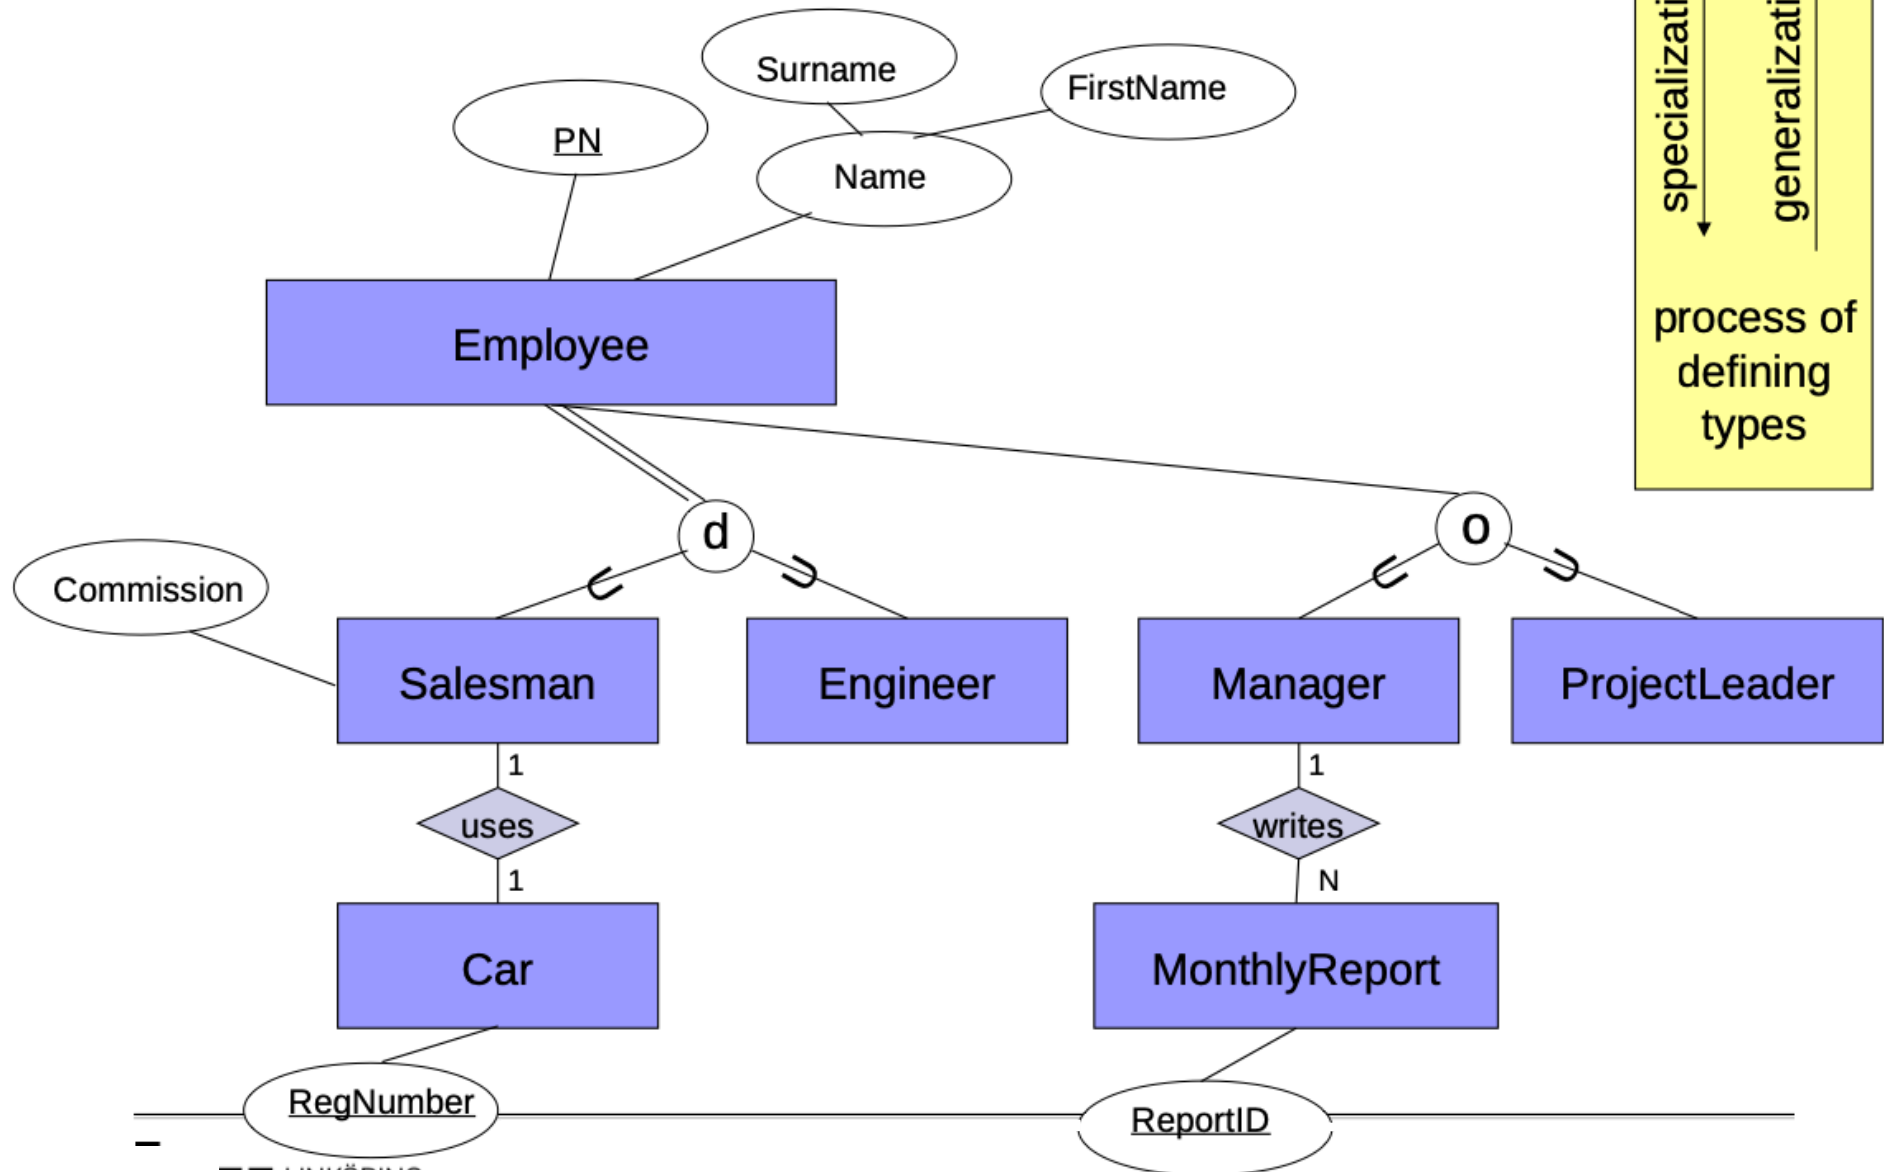 Surname
FirstName
PN
Name
Employee
d
o
Commission
Salesman
Engineer
Manager
ProjectLeader
1
1
uses
writes
1
N
Car
MonthlyReport
RegNumber
ReportID
specializati
generalizati
process of
defining
types